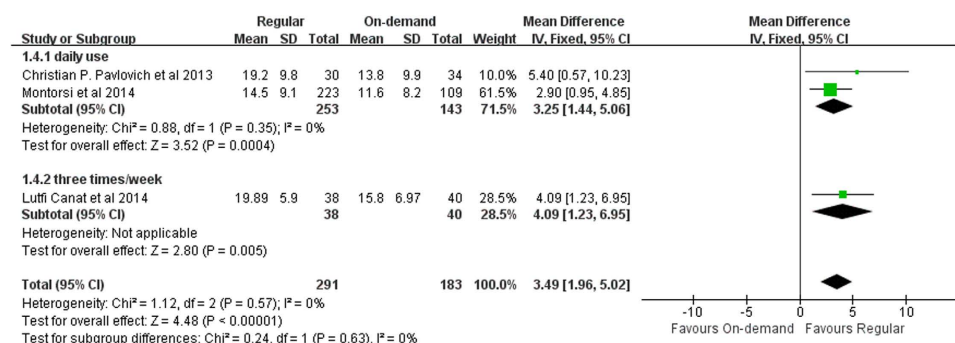 Regular On-demand Mean Difference Mean Difference
Study or Subgroup Mean SD Total Mean SD Total Weight IV, Fixed, 95% CI IV, Fixed, 95% CI
1.4.1 daily use
Christian P. Pavlovich et al 2013 19.2 9.8 30 13.8 9.9 34 10.0% 5.40 [0.57, 10.23]
Montorsi et al 2014 14.5 9.1 223 11.6 8.2 109 61.5% 2.90 [0.95, 4.85]
Subtotal (95% CI) 253 143 71.5% 3.25 [1.44, 5.06]
Heterogeneity: Chi² = 0.88, df = 1 (P = 0.35); I² = 0%
Test for overall effect: Z = 3.52 (P = 0.0004)
1.4.2 three times/week
Lutfi Canat et al 2014 19.89 5.9 38 15.8 6.97 40 28.5% 4.09 [1.23, 6.95]
Subtotal (95% CI) 38 40 28.5% 4.09 [1.23, 6.95]
Heterogeneity: Not applicable
Test for overall effect: Z = 2.80 (P = 0.005)
Total (95% CI) 291 183 100.0% 3.49 [1.96, 5.02]
Heterogeneity: Chi² = 1.12, df = 2 (P = 0.57); I² = 0%
Test for overall effect: Z = 4.48 (P < 0.00001)
Test for subgroup differences: Chi² = 0.24, df = 1 (P = 0.63), I² = 0%
-10 -5 0 5 10
Favours On-demand Favours Regular